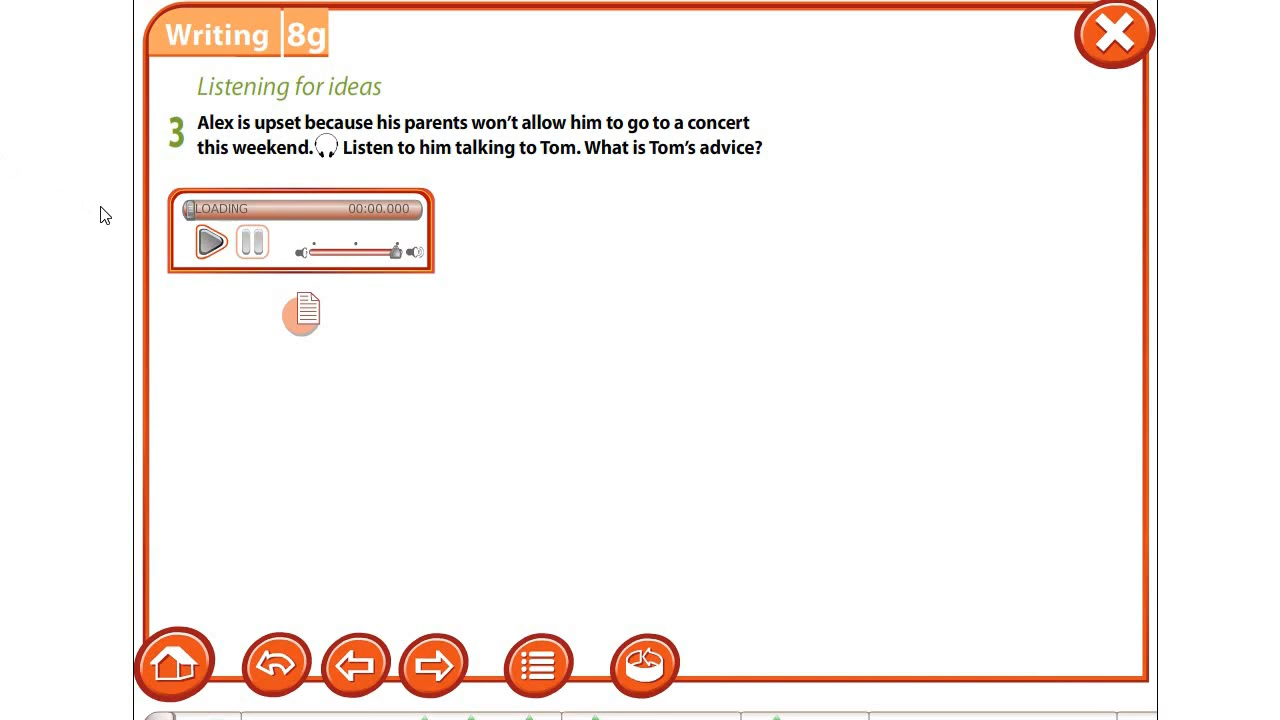 Writing 8g
Listening for ideas
3 Alex is upset because his parents won't allow him to go to a concert
this weekend. Listen to him talking to Tom. What is Tom's advice?
LOADING 00:00.000